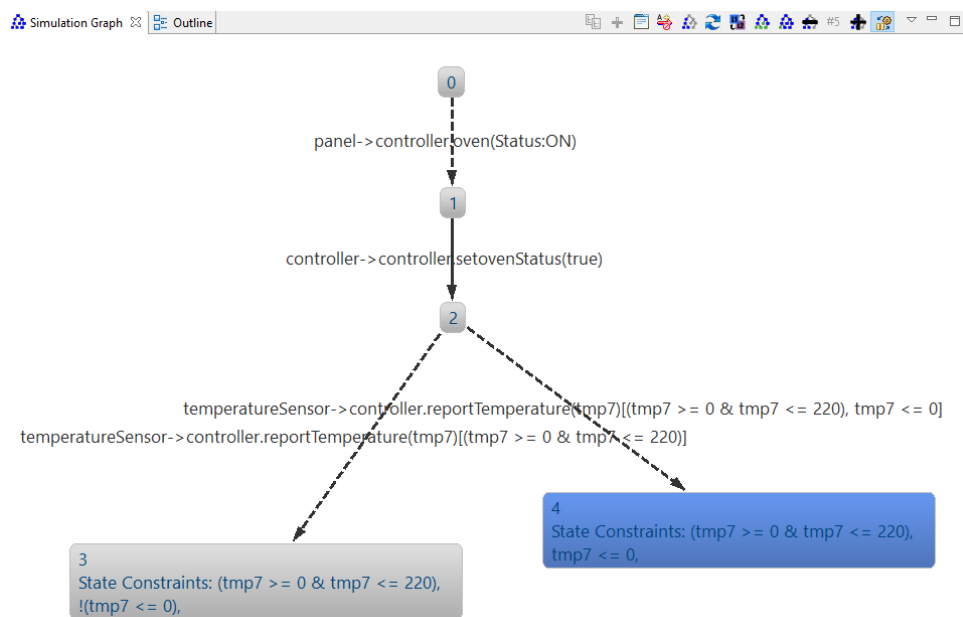 Simulation Graph Outline #5
0
panel->controller.oven(Status:ON)
1
controller->controller.setovenStatus(true)
2
temperatureSensor->controller.reportTemperature(tmp7)[(tmp7 >= 0 & tmp7 <= 220), tmp7 <= 0]
temperatureSensor->controller.reportTemperature(tmp7)[(tmp7 >= 0 & tmp7 <= 220)]
4
State Constraints: (tmp7 >= 0 & tmp7 <= 220),
tmp7 <= 0,
3
State Constraints: (tmp7 >= 0 & tmp7 <= 220),
!(tmp7 <= 0),